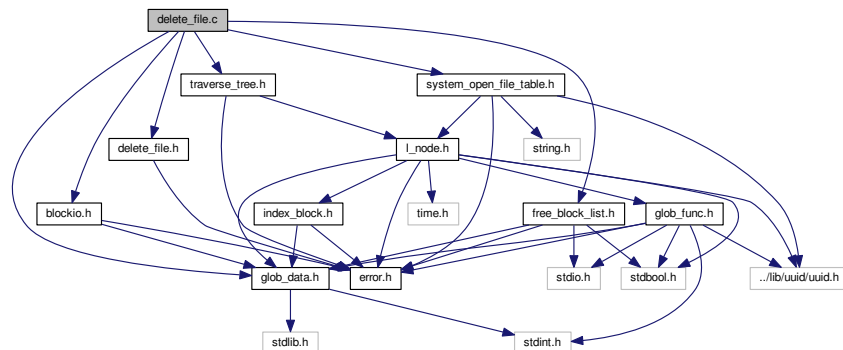 delete_file.c
traverse_tree.h
system_open_file_table.h
delete_file.h
I_node.h
string.h
blockio.h
index_block.h
time.h
free_block_list.h
glob_func.h
glob_data.h
error.h
stdio.h
stdbool.h
../lib/uuid/uuid.h
stdlib.h
stdint.h